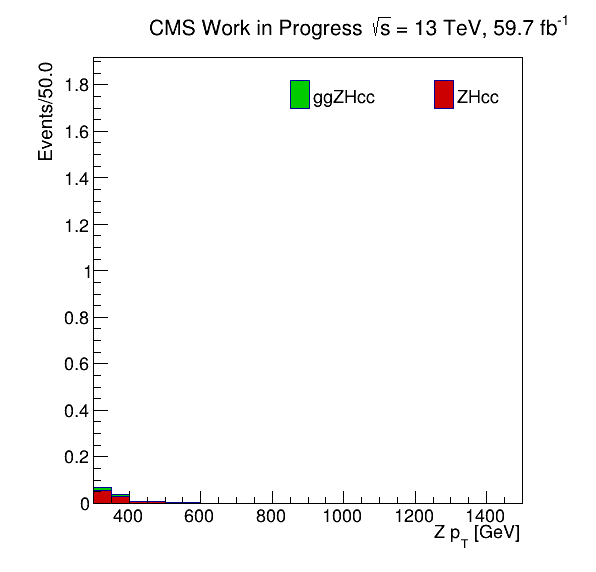 CMS Work in Progress √s = 13 TeV, 59.7 fb⁻¹
Events/50.0
ggZHcc ZHcc
1.8
1.6
1.4
1.2
1
0.8
0.6
0.4
0.2
0
400 600 800 1000 1200 1400
Z p_T [GeV]